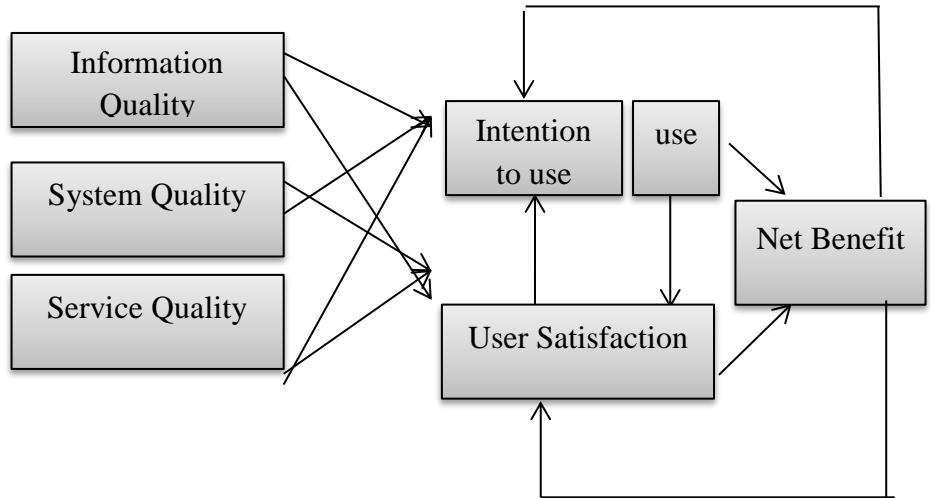 Information
Quality
System Quality
Service Quality
Intention
to use
use
User Satisfaction
Net Benefit